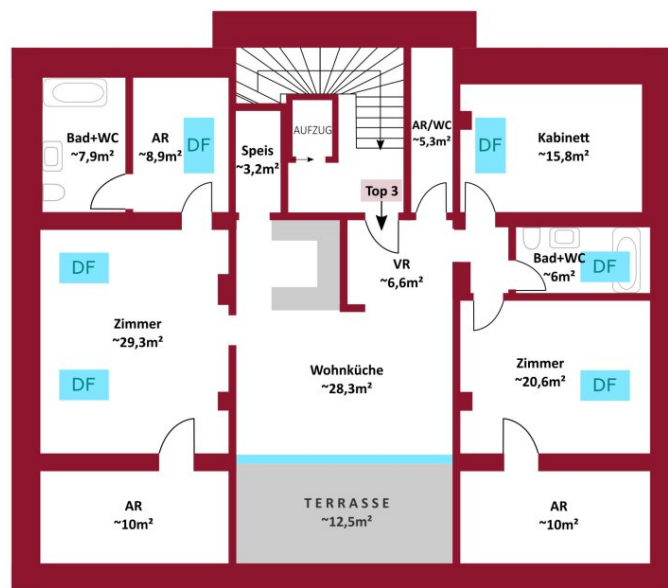 Bad+WC
~7,9m²
AR
~8,9m²
DF
Speis
~3,2m²
AUFZUG
Top 3
AR/WC
~5,3m²
DF
Kabinett
~15,8m²
DF
Zimmer
~29,3m²
DF
VR
~6,6m²
Bad+WC
~6m²
DF
Wohnküche
~28,3m²
Zimmer
~20,6m²
DF
AR
~10m²
TERRASSE
~12,5m²
AR
~10m²